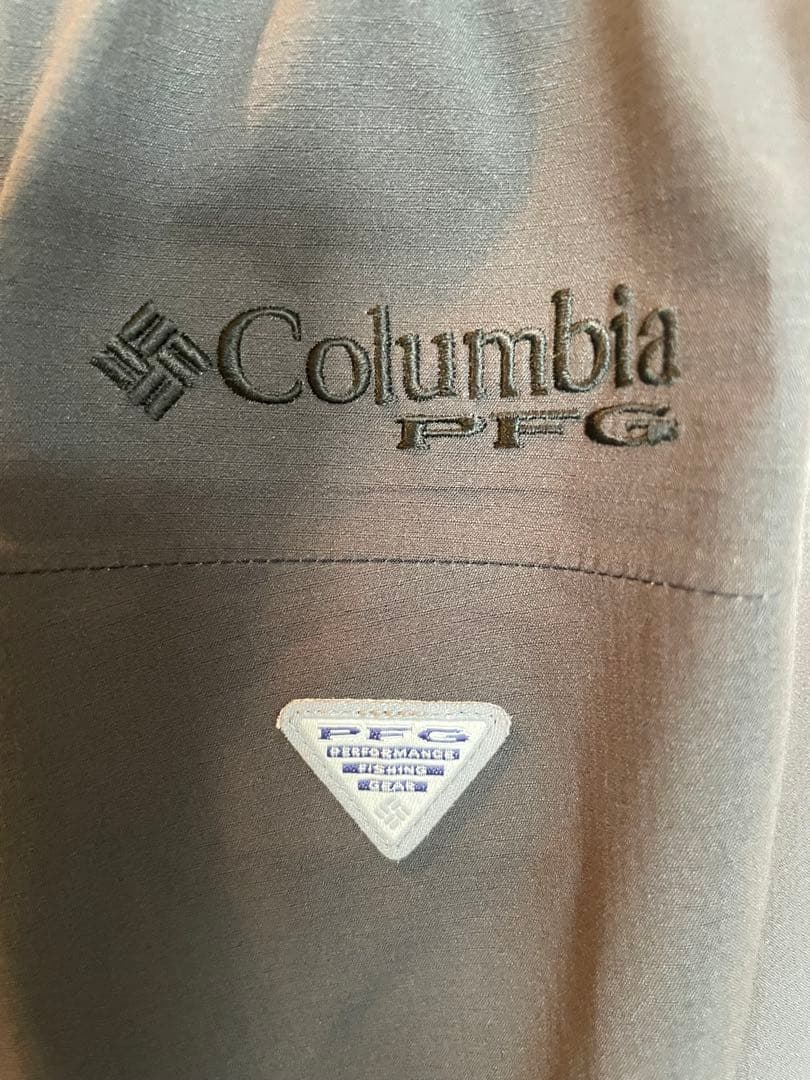 Columbia
PFG
PFG
PERFORMANCE
FISHING
GEAR